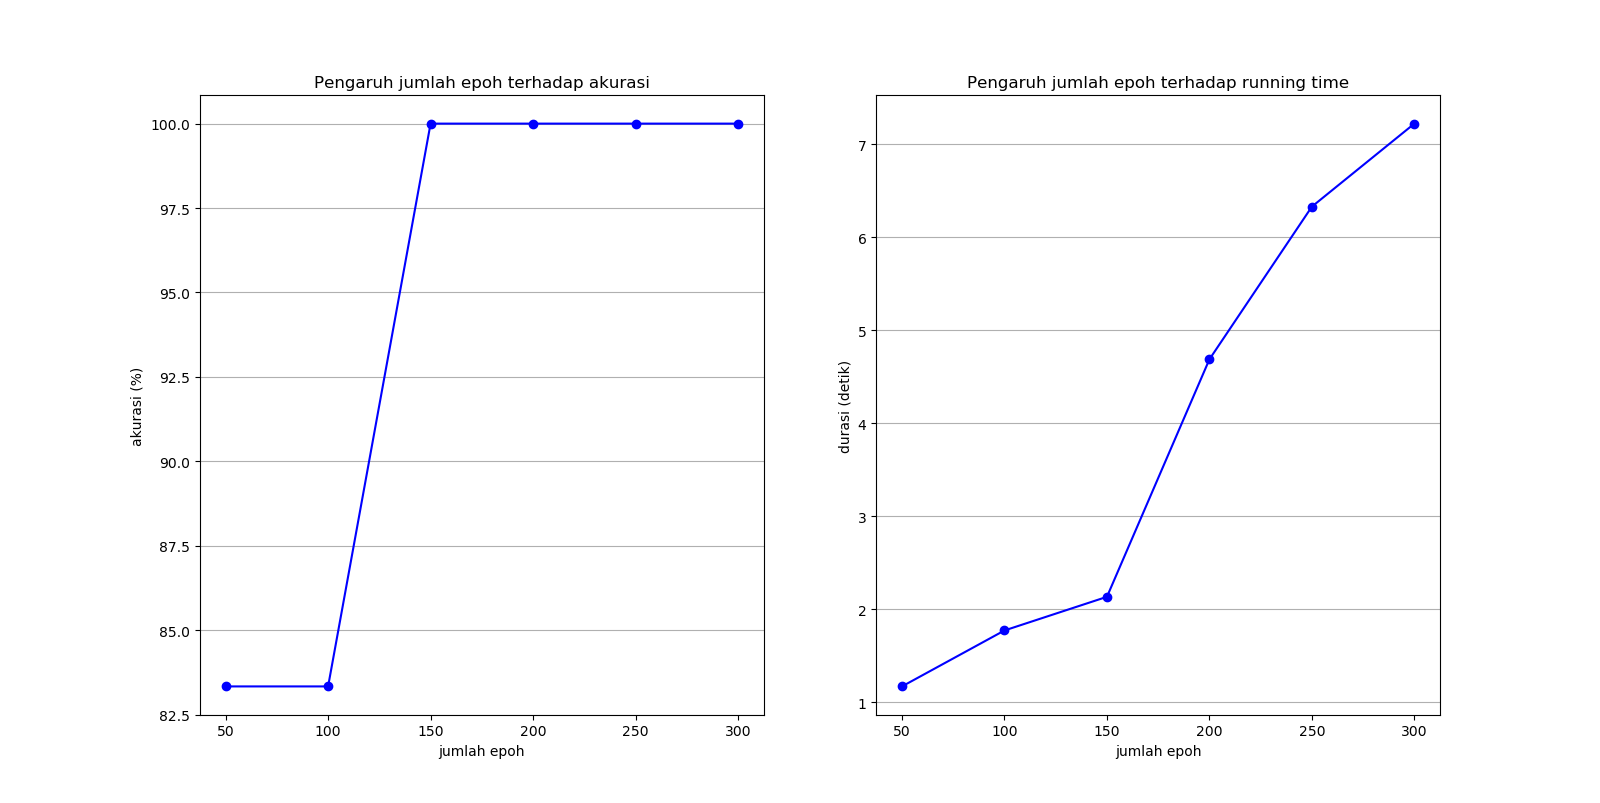 Pengaruh jumlah epoh terhadap akurasi
100.0
97.5
95.0
92.5
90.0
87.5
85.0
82.5
akurasi (%)
50 100 150 200 250 300
jumlah epoh
Pengaruh jumlah epoh terhadap running time
7
6
5
4
3
2
1
durasi (detik)
50 100 150 200 250 300
jumlah epoh